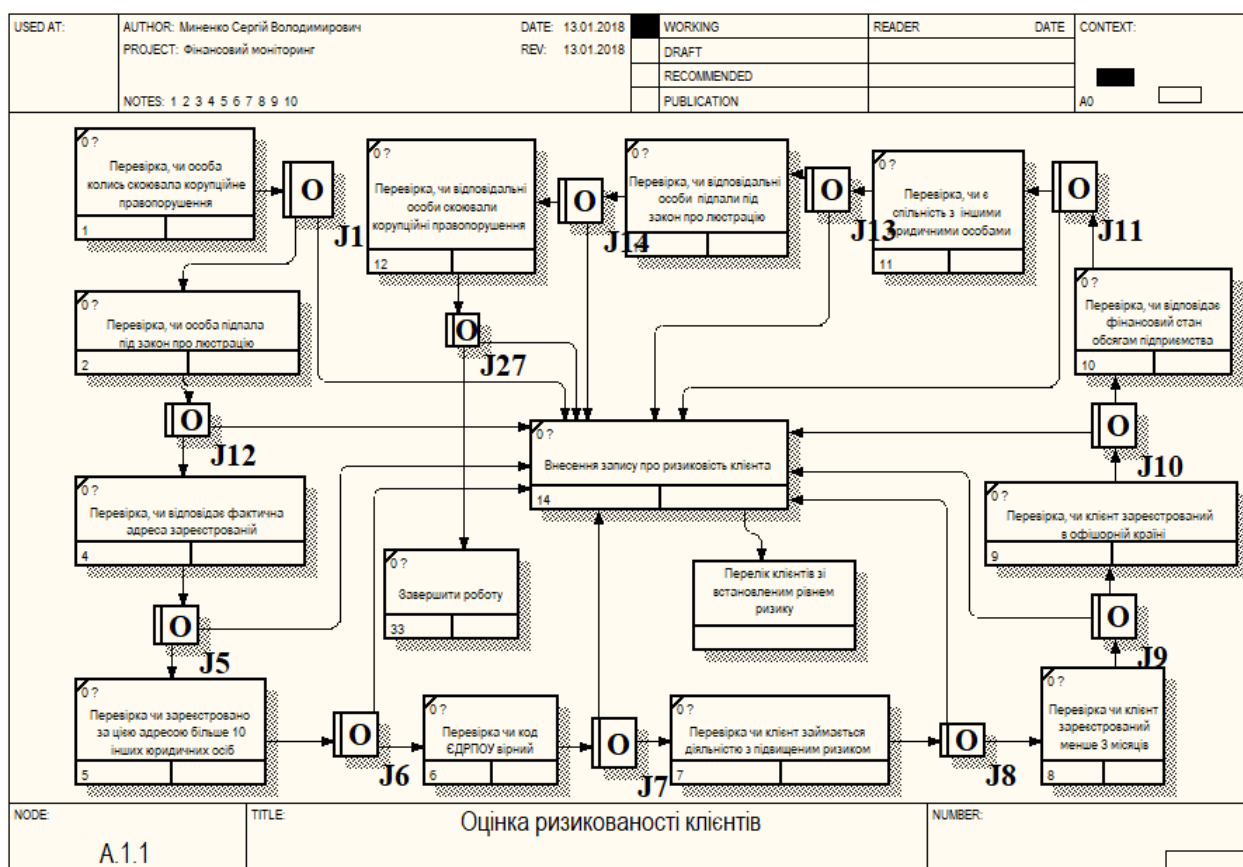 USED AT:
AUTHOR: Миненко Сергій Володимирович
DATE: 13.01.2018
WORKING
READER
DATE
CONTEXT:
PROJECT: Фінансовий моніторинг
REV: 13.01.2018
DRAFT
RECOMMENDED
NOTES: 1 2 3 4 5 6 7 8 9 10
PUBLICATION
A0
0 ?
Перевірка, чи особа
колись скоювала корупційне
правопорушення
1
J1
0 ?
Перевірка, чи відповідальні
особи скоювали
корупційні правопорушення
12
J14
0 ?
Перевірка, чи відповідальні
особи підпали під
закон про люстрацію
J13
0 ?
Перевірка, чи є
спільність з іншими
юридичними особами
11
J11
O
O
O
O
0 ?
Перевірка, чи особа підпала
під закон про люстрацію
2
O
J27
0 ?
Перевірка, чи відповідає
фінансовий стан
обсягам підприємства
10
O
J12
0 ?
Внесення запису про ризиковість клієнта
14
O
J10
0 ?
Перевірка, чи відповідає фактична
адреса зареєстрованій
4
0 ?
Перевірка, чи клієнт зареєстрований
в офшорній країні
9
0 ?
Завершити роботу
33
Перелік клієнтів зі
встановленим рівнем
ризику
O
J5
O
J9
0 ?
Перевірка чи зареєстровано
за цією адресою більше 10
інших юридичних осіб
5
O
J6
0 ?
Перевірка чи код
ЄДРПОУ вірний
6
O
J7
0 ?
Перевірка чи клієнт займається
діяльністю з підвищеним ризиком
7
O
J8
0 ?
Перевірка чи клієнт
зареєстрований
менше 3 місяців
8
NODE:
TITLE:
Оцінка ризикованості клієнтів
NUMBER:
A.1.1